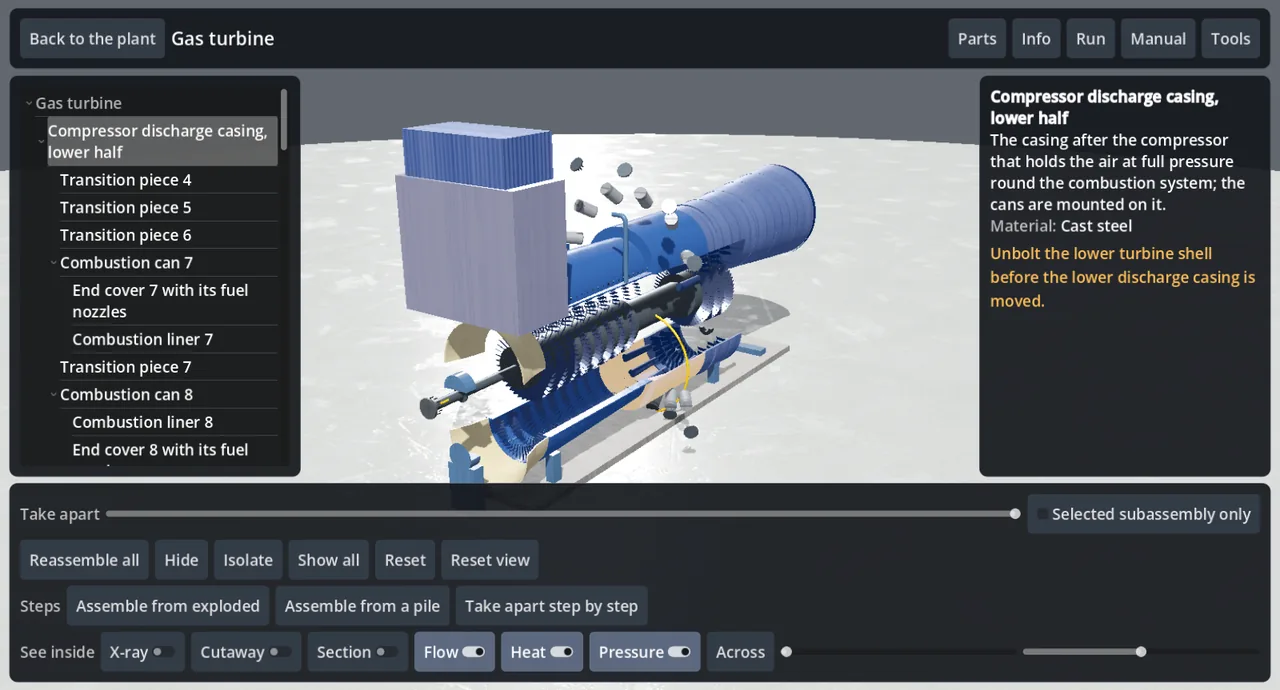 Back to the plant
Gas turbine
Parts
Info
Run
Manual
Tools
Gas turbine
Compressor discharge casing,
lower half
Transition piece 4
Transition piece 5
Transition piece 6
Combustion can 7
End cover 7 with its fuel
nozzles
Combustion liner 7
Transition piece 7
Combustion can 8
Combustion liner 8
End cover 8 with its fuel
Compressor discharge casing,
lower half
The casing after the compressor
that holds the air at full pressure
round the combustion system; the
cans are mounted on it.
Material: Cast steel
Unbolt the lower turbine shell
before the lower discharge casing is
moved.
Take apart
Selected subassembly only
Reassemble all
Hide
Isolate
Show all
Reset
Reset view
Steps
Assemble from exploded
Assemble from a pile
Take apart step by step
See inside
X-ray
Cutaway
Section
Flow
Heat
Pressure
Across